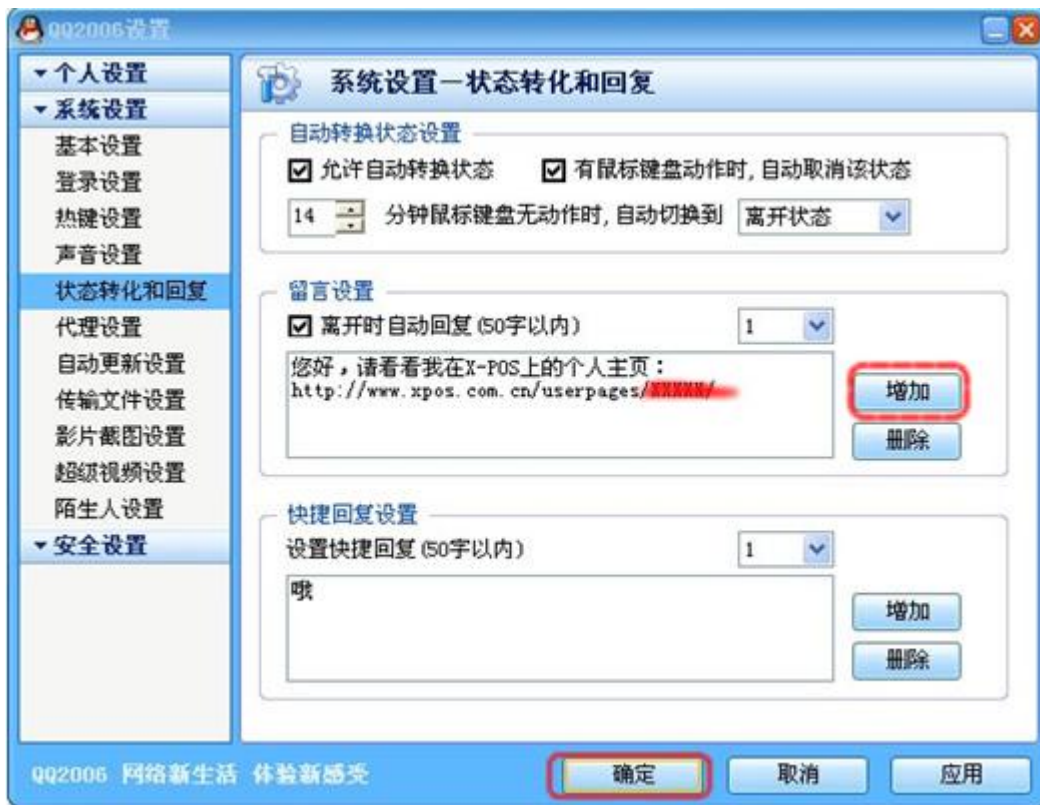 QQ2006设置
▼个人设置
▼系统设置
基本设置
登录设置
热键设置
声音设置
状态转化和回复
代理设置
自动更新设置
传输文件设置
影片截图设置
超级视频设置
陌生人设置
▼安全设置
系统设置—状态转化和回复
自动转换状态设置
允许自动转换状态 有鼠标键盘动作时,自动取消该状态
14 分钟鼠标键盘无动作时,自动切换到 离开状态
留言设置
离开时自动回复(50字以内) 1
您好，请看看我在X-POS上的个人主页：
http://www.xpos.com.cn/userpages/XXXXX/
增加
删除
快捷回复设置
设置快捷回复(50字以内) 1
哦
增加
删除
QQ2006 网络新生活 体验新感受
确定 取消 应用